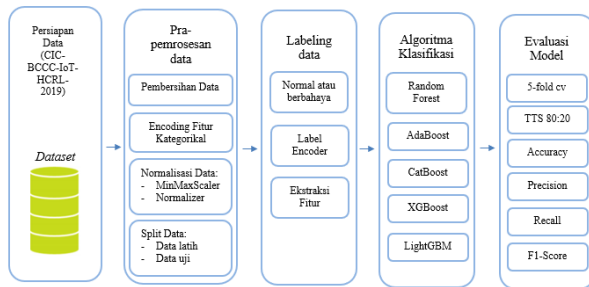 Persiapan
Data
(CIC-
BCCC-IoT-
HCRL-
2019)
Dataset
Pra-
pemrosesan
data
Pembersihan Data
Encoding Fitur
Kategorikal
Normalisasi Data:
- MinMaxScaler
- Normalizer
Split Data:
- Data latih
- Data uji
Labeling
data
Normal atau
berbahaya
Label
Encoder
Ekstraksi
Fitur
Algoritma
Klasifikasi
Random
Forest
AdaBoost
CatBoost
XGBoost
LightGBM
Evaluasi
Model
5-fold cv
TTS 80:20
Accuracy
Precision
Recall
F1-Score